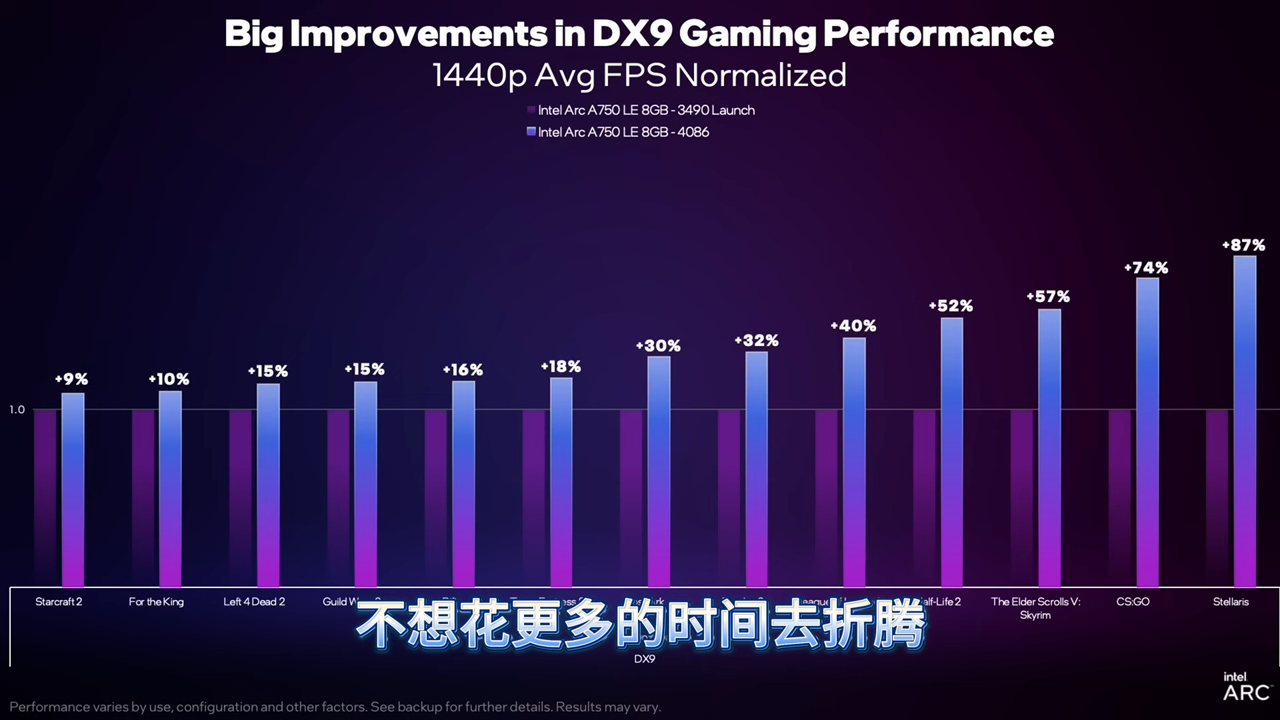 Big Improvements in DX9 Gaming Performance
1440p Avg FPS Normalized
Intel Arc A750 LE 8GB - 3490 Launch
Intel Arc A750 LE 8GB - 4086
+9% +10% +15% +15% +16% +18% +30% +32% +40% +52% +57% +74% +87%
1.0
Starcraft 2 For the King Left 4 Dead 2 Guild The Elder Scrolls V: CS:GO Stellaris
Skyrim
不想花更多的时间去折腾
DX9
intel
ARC
Performance varies by use, configuration and other factors. See backup for further details. Results may vary.